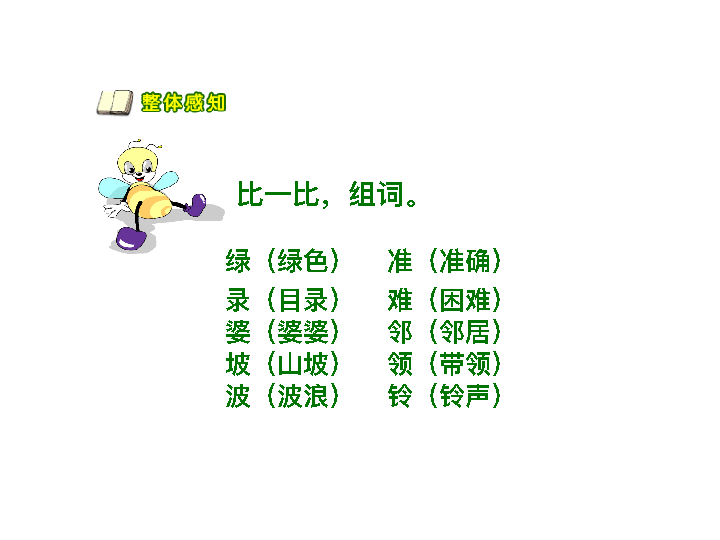 整体感知
比一比，组词。
绿（绿色） 准（准确）
录（目录） 难（困难）
婆（婆婆） 邻（邻居）
坡（山坡） 领（带领）
波（波浪） 铃（铃声）